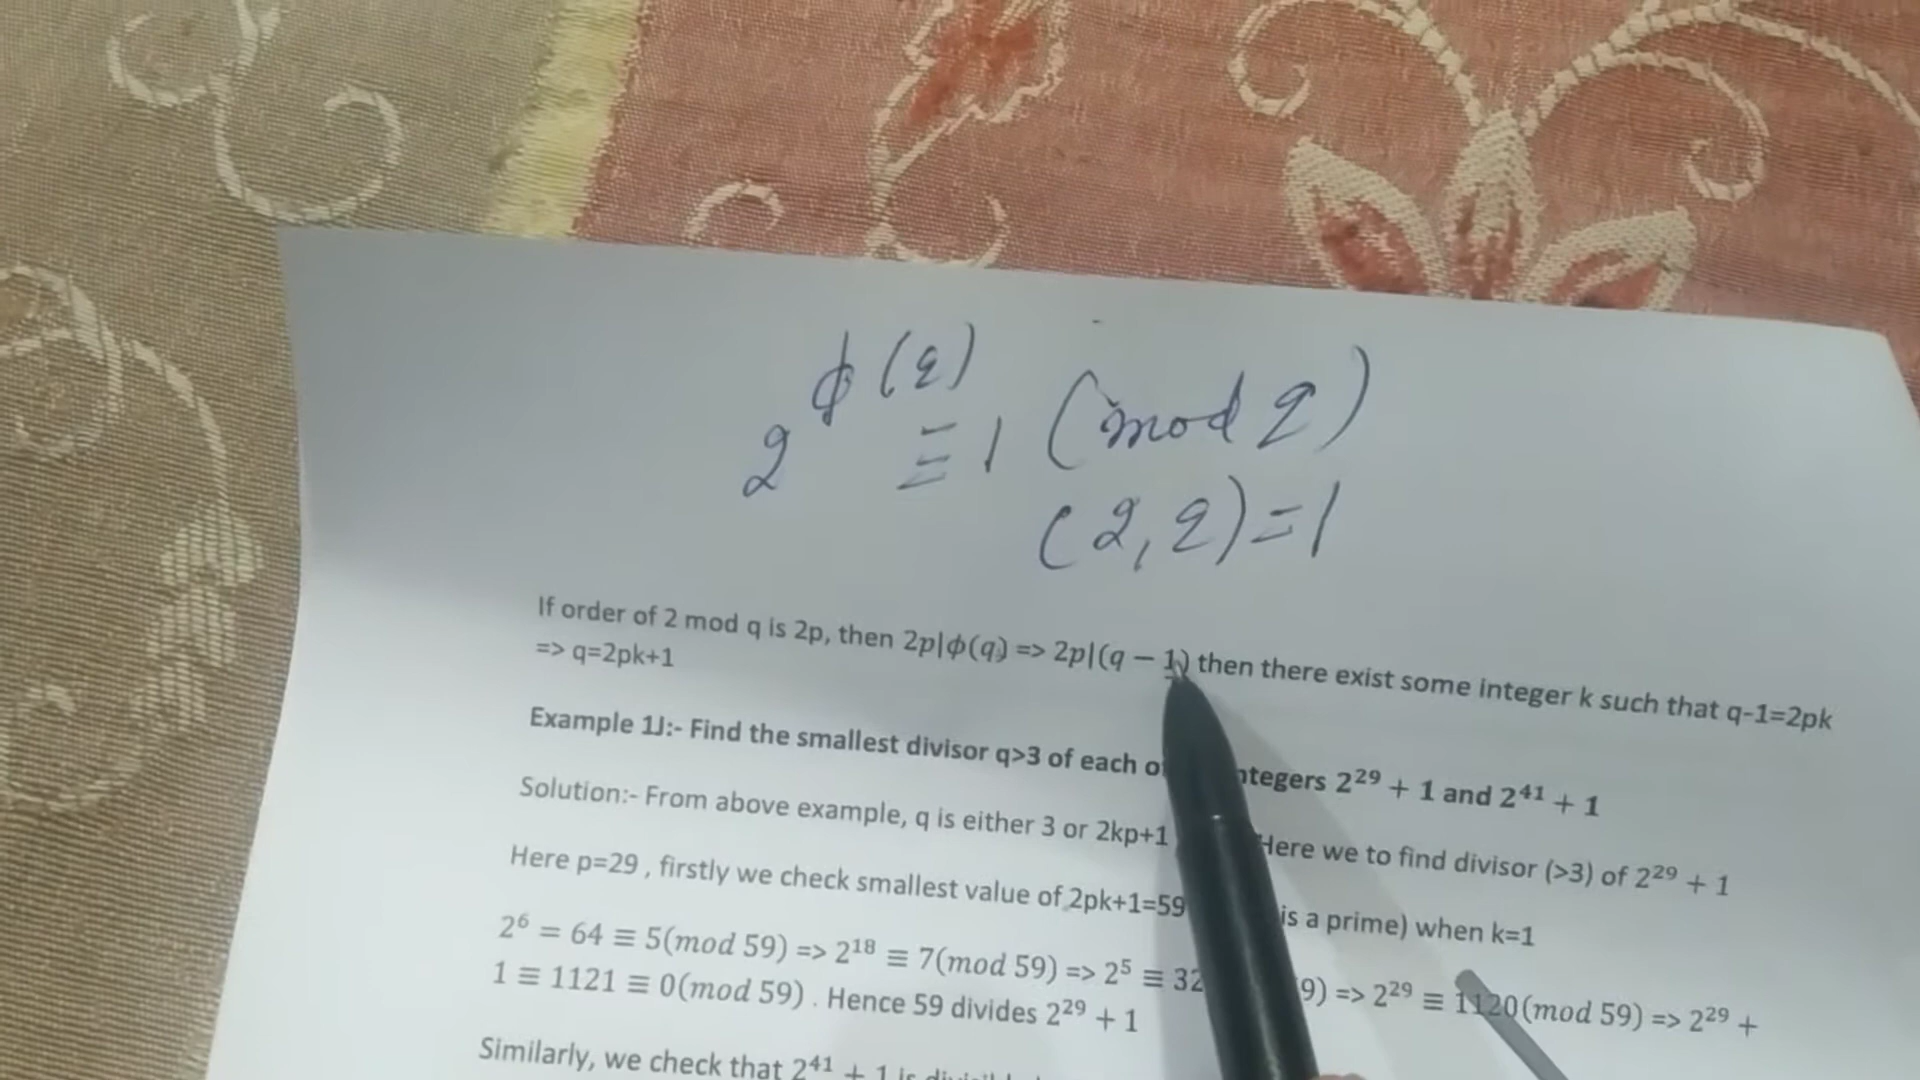 2^ϕ(q) ≡ 1 (mod q)
(2, q) = 1
If order of 2 mod q is 2p, then 2p|ϕ(q) => 2p|(q − 1) then there exist some integer k such that q-1=2pk
=> q=2pk+1
Example 1J:- Find the smallest divisor q>3 of each ntegers 2^29 + 1 and 2^41 + 1
Solution:- From above example, q is either 3 or 2kp+1 Here we to find divisor (>3) of 2^29 + 1
Here p=29 , firstly we check smallest value of 2pk+1=59 is a prime) when k=1
2^6 = 64 ≡ 5(mod 59) => 2^18 ≡ 7(mod 59) => 2^5 ≡ 32 9) => 2^29 ≡ 1120(mod 59) => 2^29 +
1 ≡ 1121 ≡ 0(mod 59) . Hence 59 divides 2^29 + 1
Similarly, we check that 2^41 + 1 is